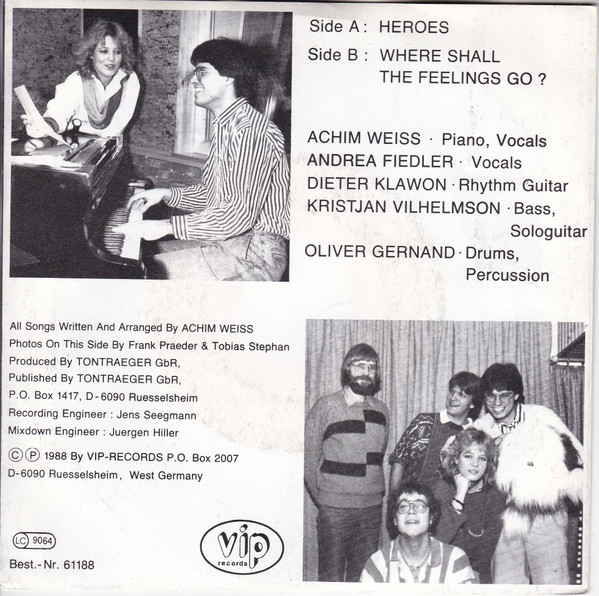 Side A: HEROES
Side B: WHERE SHALL
THE FEELINGS GO?
ACHIM WEISS · Piano, Vocals
ANDREA FIEDLER · Vocals
DIETER KLAWON · Rhythm Guitar
KRISTJAN VILHELMSON · Bass,
Sologuitar
OLIVER GERNAND · Drums,
Percussion
All Songs Written And Arranged By ACHIM WEISS
Photos On This Side By Frank Praeder & Tobias Stephan
Produced By TONTRAEGER GbR,
Published By TONTRAEGER GbR,
P.O. Box 1417, D-6090 Ruesselsheim
Recording Engineer : Jens Seegmann
Mixdown Engineer : Juergen Hiller
Ⓒ Ⓟ 1988 By VIP-RECORDS P.O. Box 2007
D-6090 Ruesselsheim, West Germany
LC 9064
Best.-Nr. 61188
vip
records